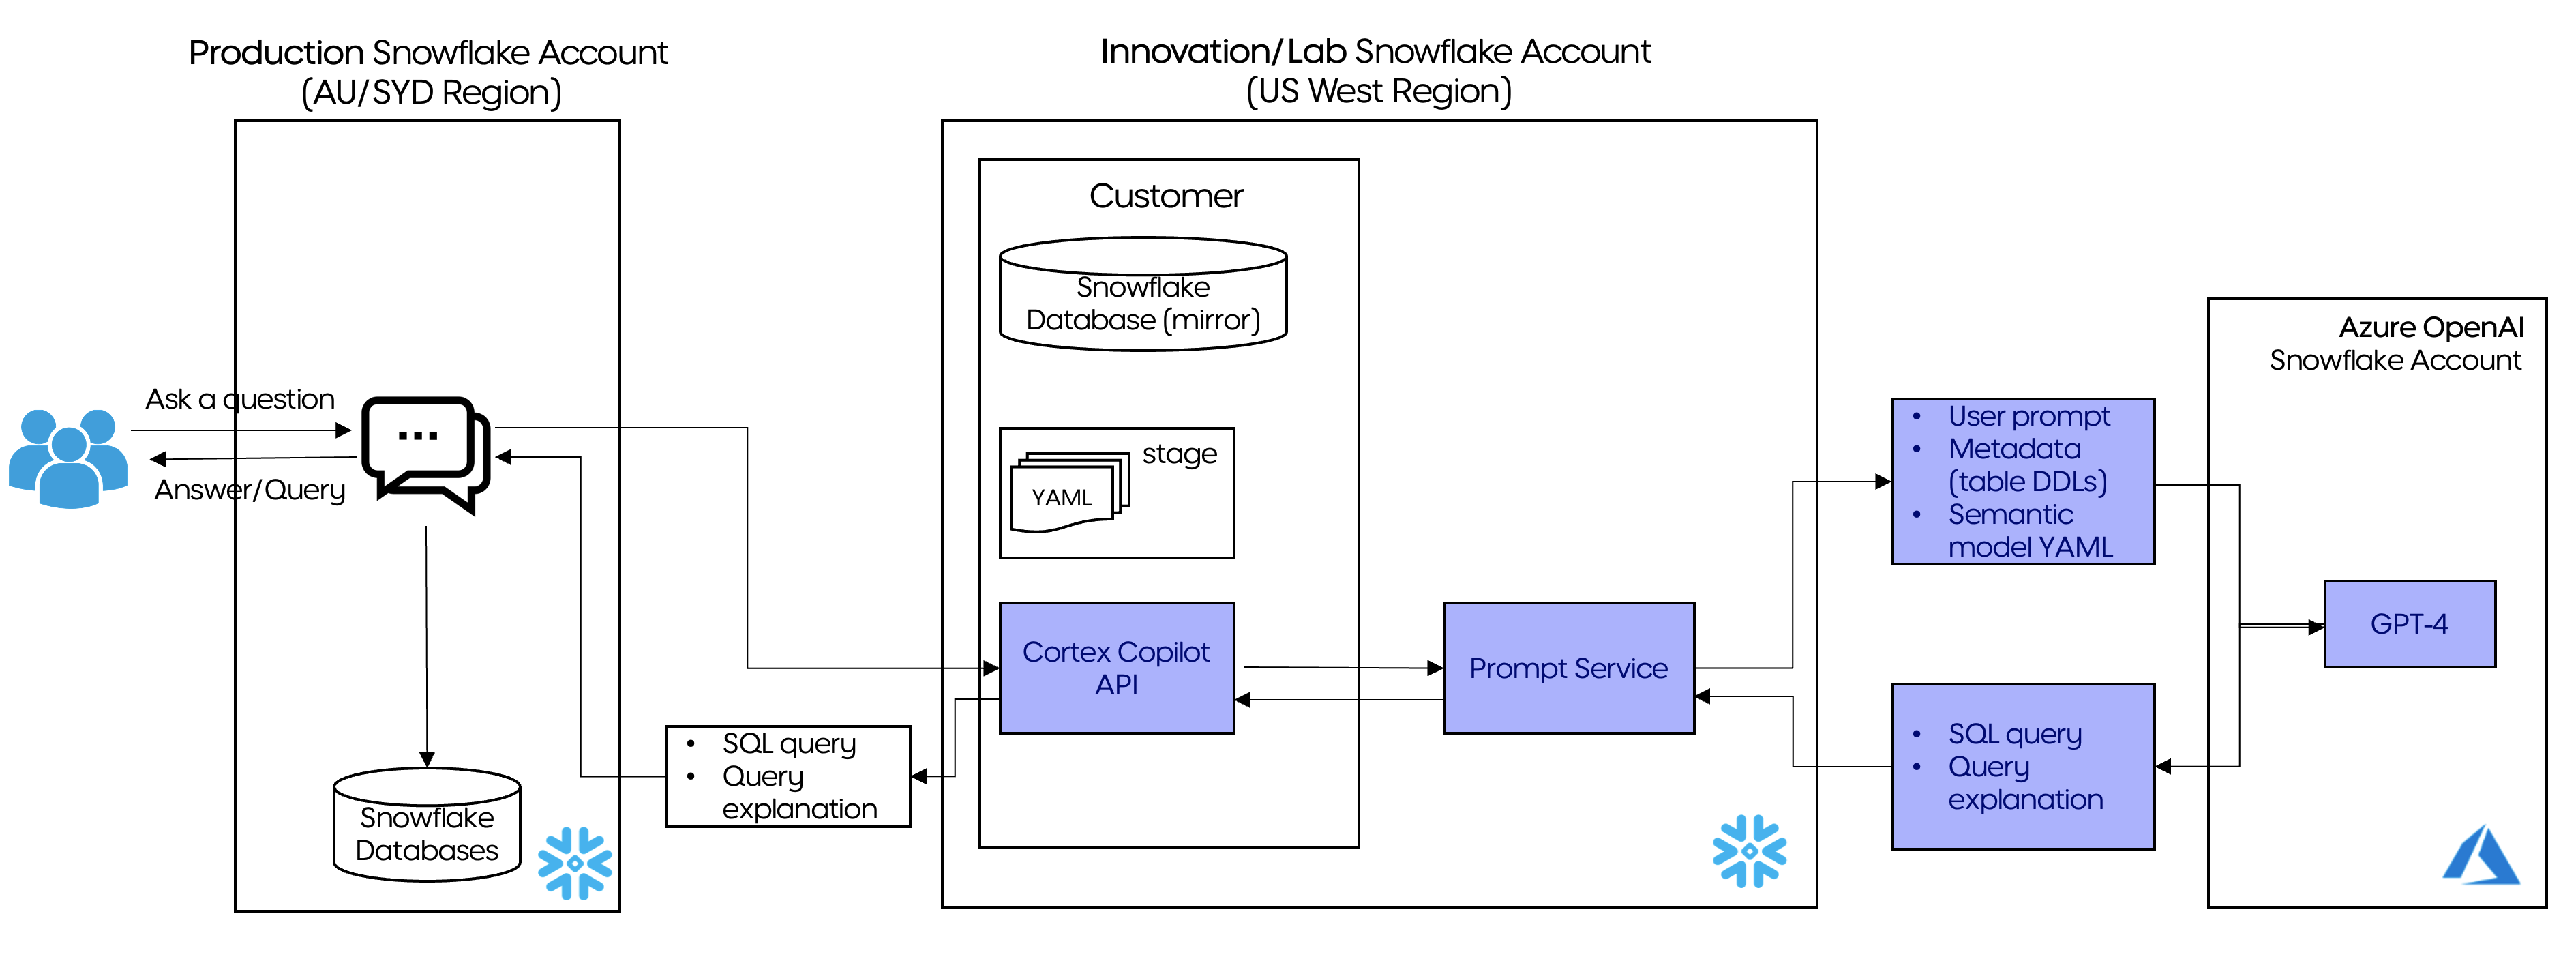 Production Snowflake Account
(AU/SYD Region)
Innovation/Lab Snowflake Account
(US West Region)
Customer
Snowflake
Database (mirror)
stage
YAML
Ask a question
...
Answer/Query
Snowflake
Databases
SQL query
Query
explanation
Cortex Copilot
API
Prompt Service
• User prompt
• Metadata
(table DDLs)
• Semantic
model YAML
• SQL query
• Query
explanation
Azure OpenAI
Snowflake Account
GPT-4